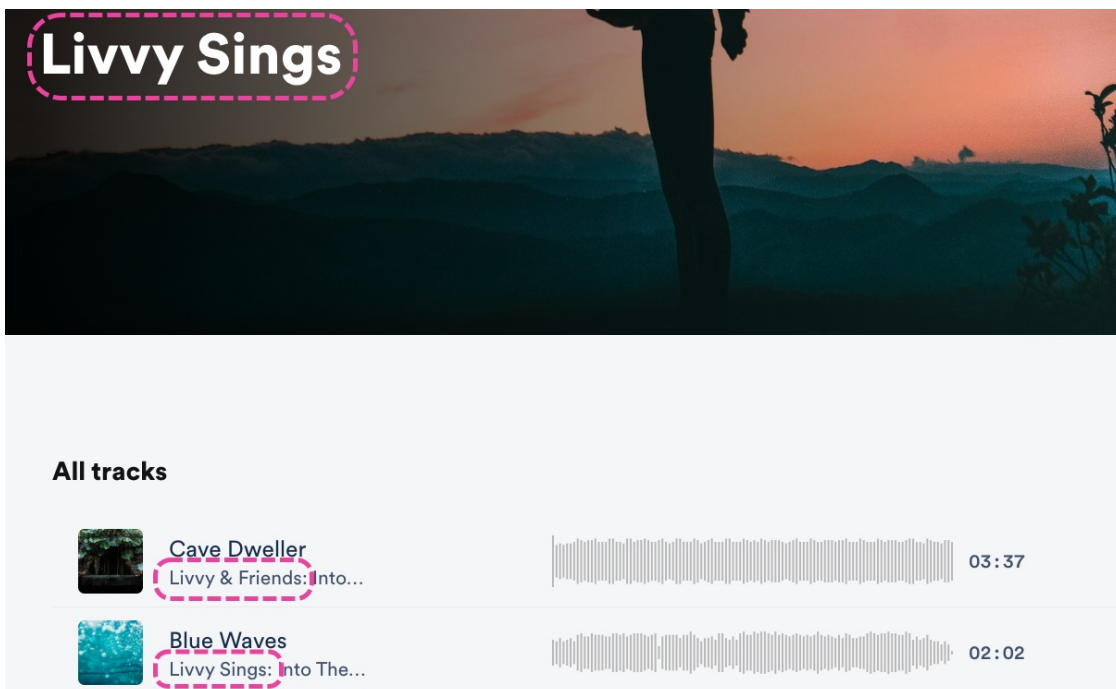 Livvy Sings
All tracks
Cave Dweller
Livvy & Friends: Into...
03:37
Blue Waves
Livvy Sings: Into The...
02:02